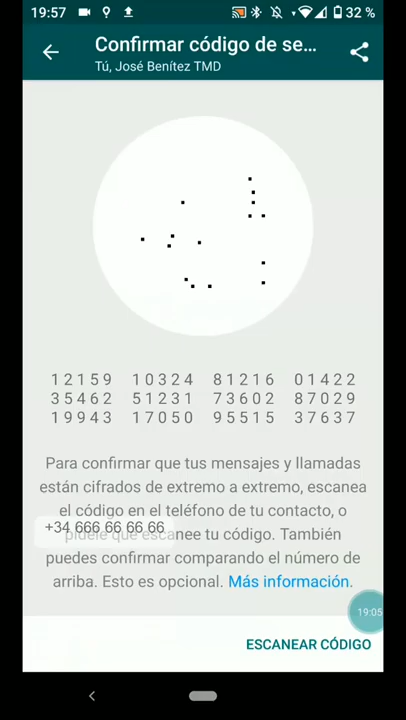 19:57 32 %
Confirmar código de se...
Tú, José Benítez TMD
12159 10324 81216 01422
35462 51231 73602 87029
19943 17050 95515 37637
Para confirmar que tus mensajes y llamadas
están cifrados de extremo a extremo, escanea
el código en el teléfono de tu contacto, o
+34 666 66 66 66
pídele que escanee tu código. También
puedes confirmar comparando el número de
arriba. Esto es opcional. Más información.
19:05
ESCANEAR CÓDIGO